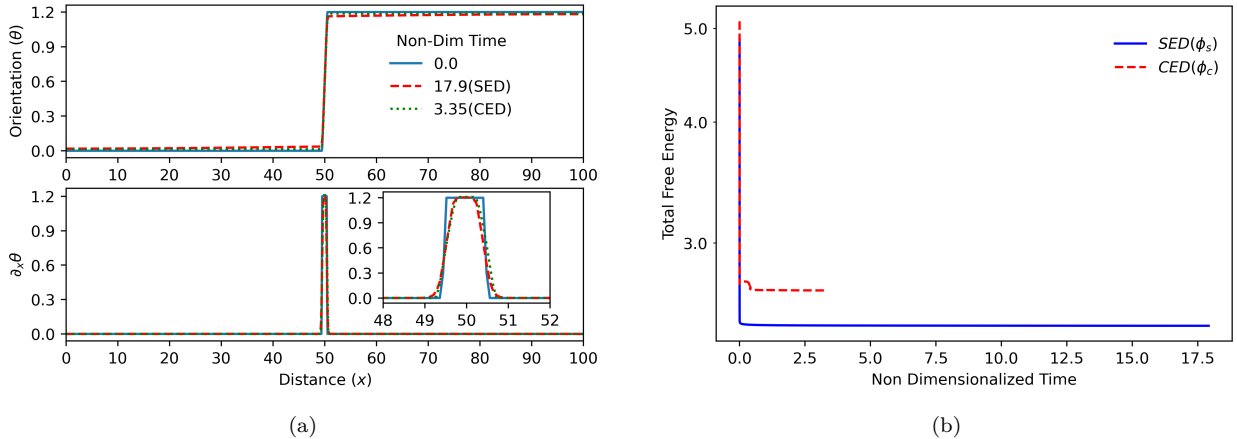 1.2
0.9
0.6
0.3
0.0
Orientation (θ)
Non-Dim Time
0.0
17.9(SED)
3.35(CED)
0 10 20 30 40 50 60 70 80 90 100
1.2
0.9
0.6
0.3
0.0
∂ₓθ
1.2
0.9
0.6
0.3
0.0
48 49 50 51 52
0 10 20 30 40 50 60 70 80 90 100
Distance (x)
(a)
5.0
4.0
3.0
Total Free Energy
SED(ϕₛ)
CED(ϕ_c)
0.0 2.5 5.0 7.5 10.0 12.5 15.0 17.5
Non Dimensionalized Time
(b)